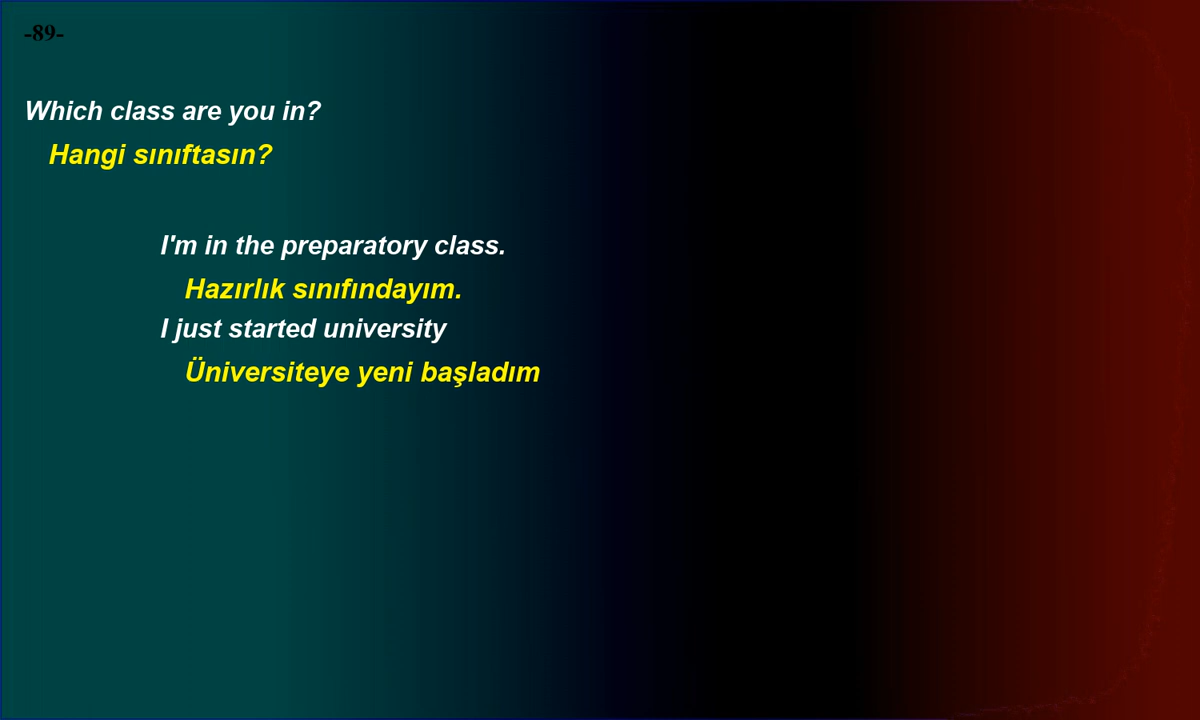 -89-
Which class are you in?
Hangi sınıftasın?
I'm in the preparatory class.
Hazırlık sınıfındayım.
I just started university
Üniversiteye yeni başladım